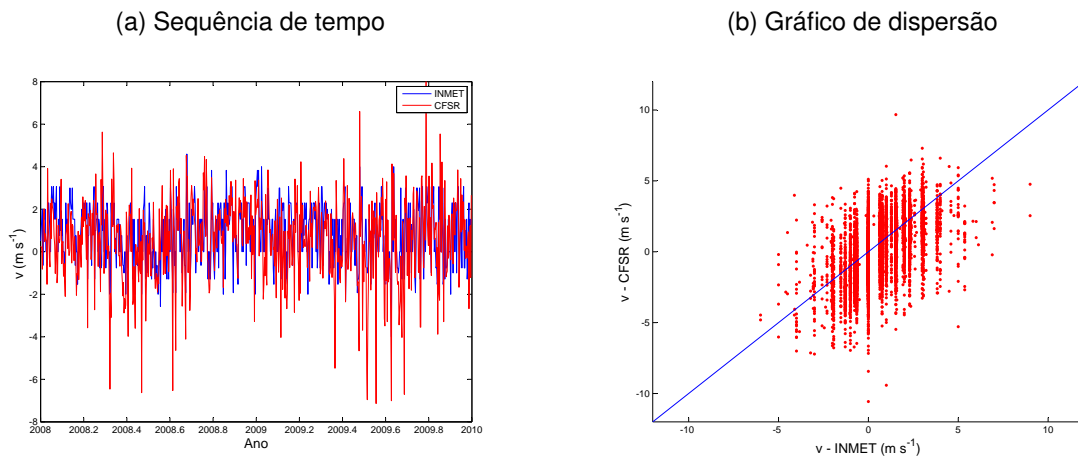 (a) Sequência de tempo
(b) Gráfico de dispersão
8
6
4
2
0
-2
-4
-6
-8
v (m s⁻¹)
INMET
CFSR
2008 2008.2 2008.4 2008.6 2008.8 2009 2009.2 2009.4 2009.6 2009.8 2010
Ano
10
5
0
-5
-10
v - CFSR (m s⁻¹)
-10 -5 0 5 10
v - INMET (m s⁻¹)